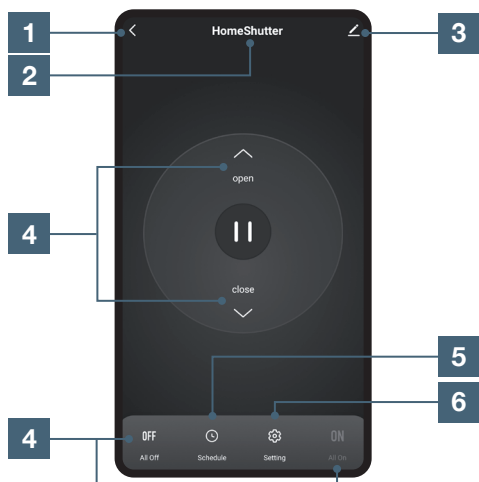 1
HomeShutter
3
2
open
4
close
5
6
4
OFF
ON
All Off
Schedule
Setting
All On